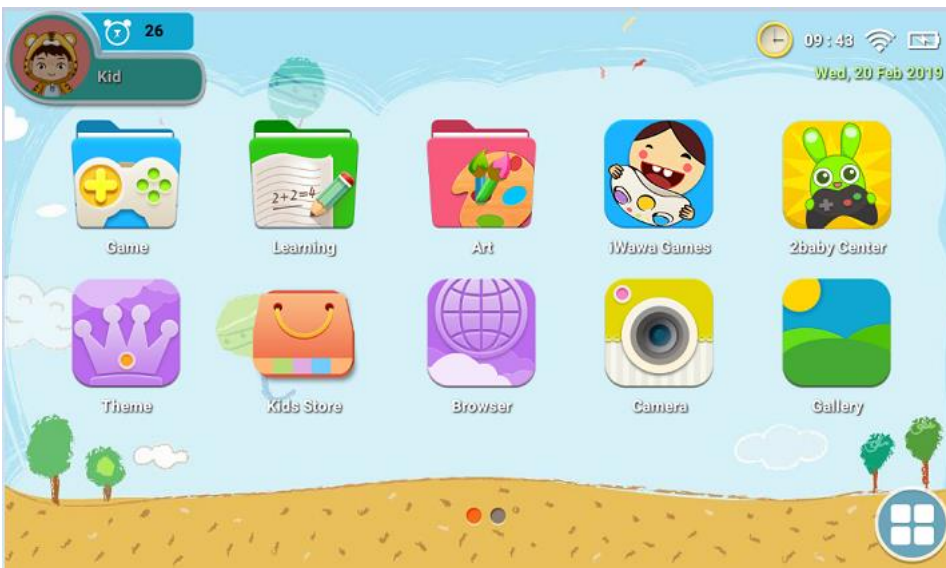 26
Kid
09:43
Wed, 20 Feb 2019
Game
2+2=4
Learning
Art
iWawa Games
2baby Center
Theme
Kids Store
Browser
Camera
Gallery